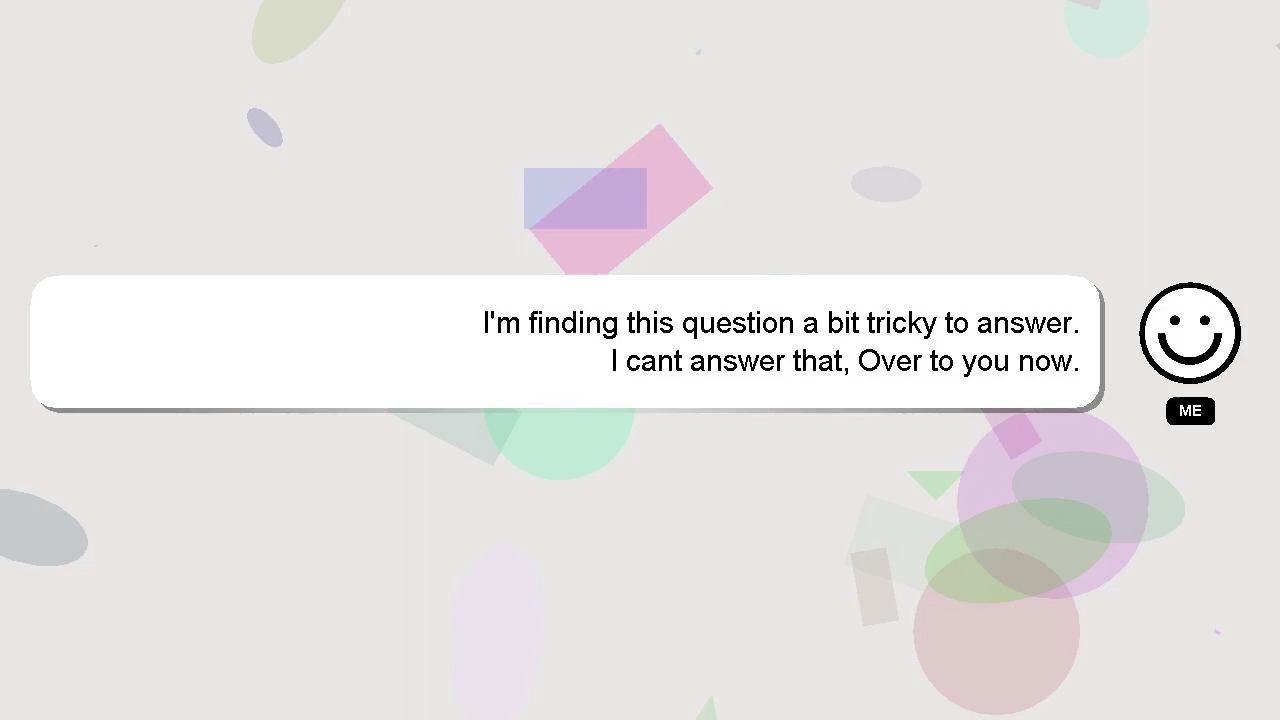 I'm finding this question a bit tricky to answer.
I cant answer that, Over to you now.
ME